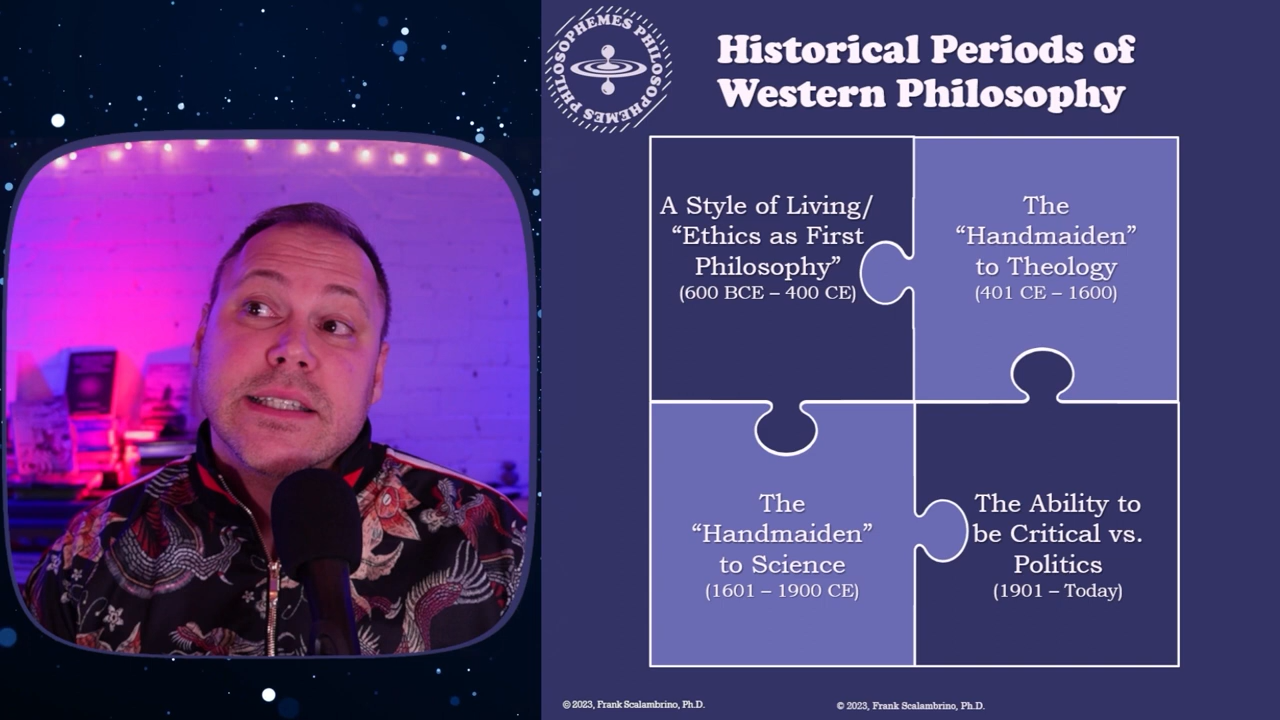 PHILOSOPHEMES PHILOSOPHEMES
Historical Periods of
Western Philosophy
A Style of Living/
“Ethics as First
Philosophy”
(600 BCE – 400 CE)
The
“Handmaiden”
to Theology
(401 CE – 1600)
The
“Handmaiden”
to Science
(1601 – 1900 CE)
The Ability to
be Critical vs.
Politics
(1901 – Today)
© 2023, Frank Scalambrino, Ph.D.
© 2023, Frank Scalambrino, Ph.D.